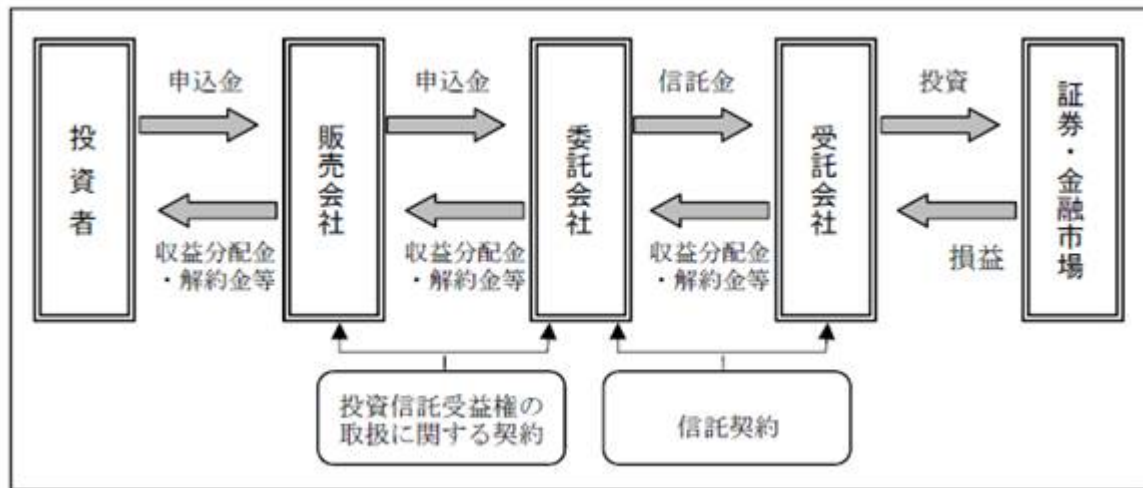 申込金
申込金
信託金
投資
投資者
販売会社
委託会社
受託会社
証券・金融市場
収益分配金
・解約金等
収益分配金
・解約金等
収益分配金
・解約金等
損益
投資信託受益権の
取扱に関する契約
信託契約